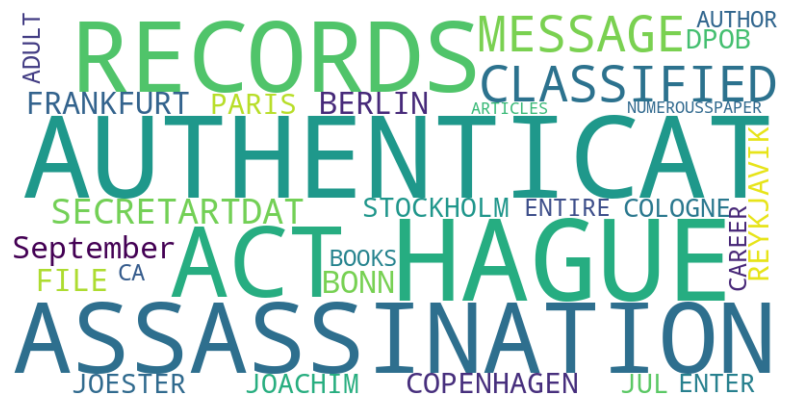 ADULT
RECORDS
MESSAGE
AUTHOR
DPOB
CLASSIFIED
FRANKFURT PARIS BERLIN
ARTICLES
NUMEROUSSPAPER
AUTHENTICAT
REYKJAVIK
SECRETARTDAT
STOCKHOLM ENTIRE COLOGNE
CAREER
September
ACT
HAGUE
BOOKS
FILE
CA
BONN
ASSASSINATION
JOESTER
JOACHIM
COPENHAGEN
JUL
ENTER